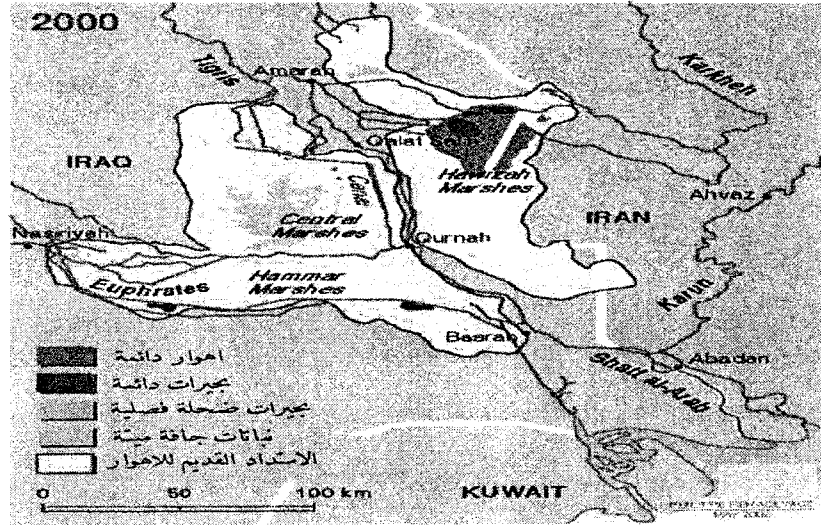 2000
Tigris
Amarah
Karkheh
IRAQ
Qalat
Hawizah
Marshes
Canal
Central
Marshes
Ahvaz
IRAN
Nasriyah
Qurnah
Euphrates
Hammar
Marshes
Karun
Basrah
Abadan
Shatt al-Arab
اهوار دائمة
بحيرات دائمة
بحيرات ضحلة فصلية
نباتات جافة ميتة
الامتداد القديم للاهوار
0 50 100 km
KUWAIT